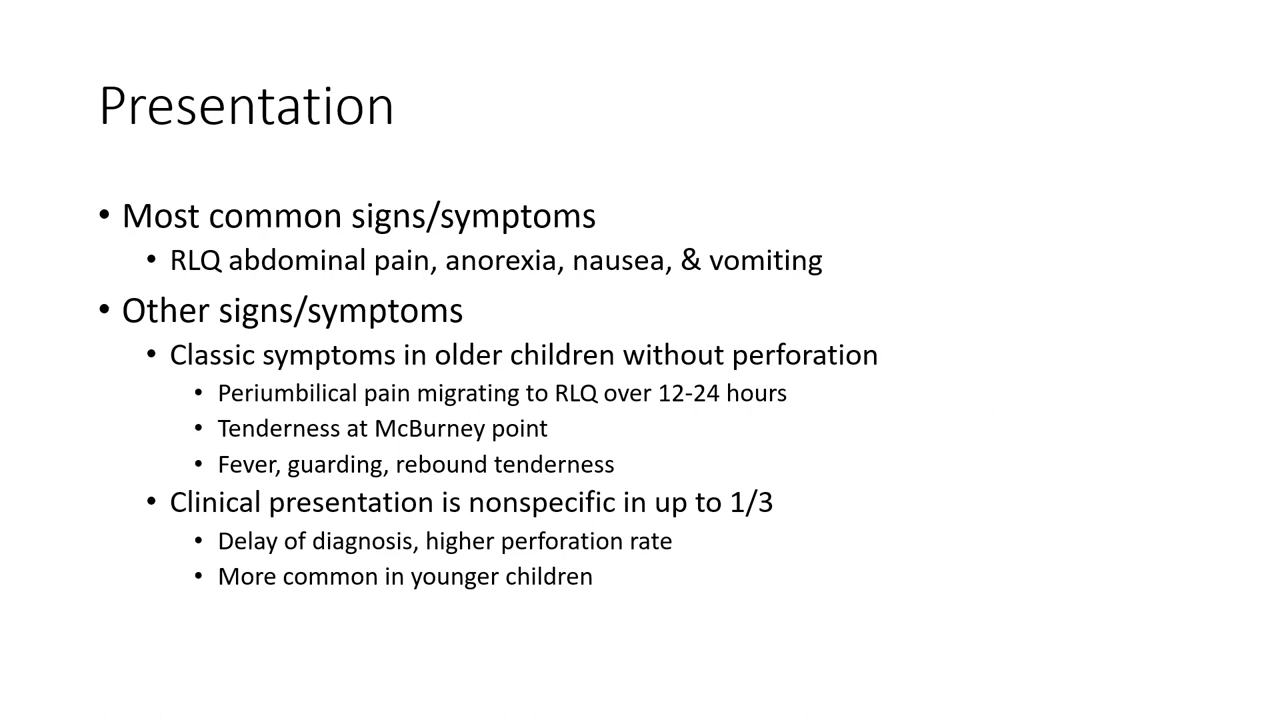 Presentation
• Most common signs/symptoms
• RLQ abdominal pain, anorexia, nausea, & vomiting
• Other signs/symptoms
• Classic symptoms in older children without perforation
• Periumbilical pain migrating to RLQ over 12-24 hours
• Tenderness at McBurney point
• Fever, guarding, rebound tenderness
• Clinical presentation is nonspecific in up to 1/3
• Delay of diagnosis, higher perforation rate
• More common in younger children